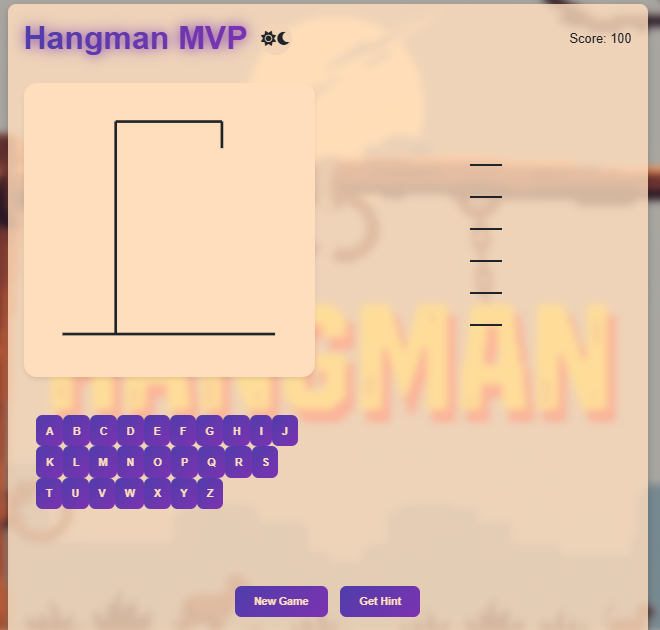 Hangman MVP
Score: 100
HANGMAN
A B C D E F G H I J
K L M N O P Q R S
T U V W X Y Z
New Game Get Hint